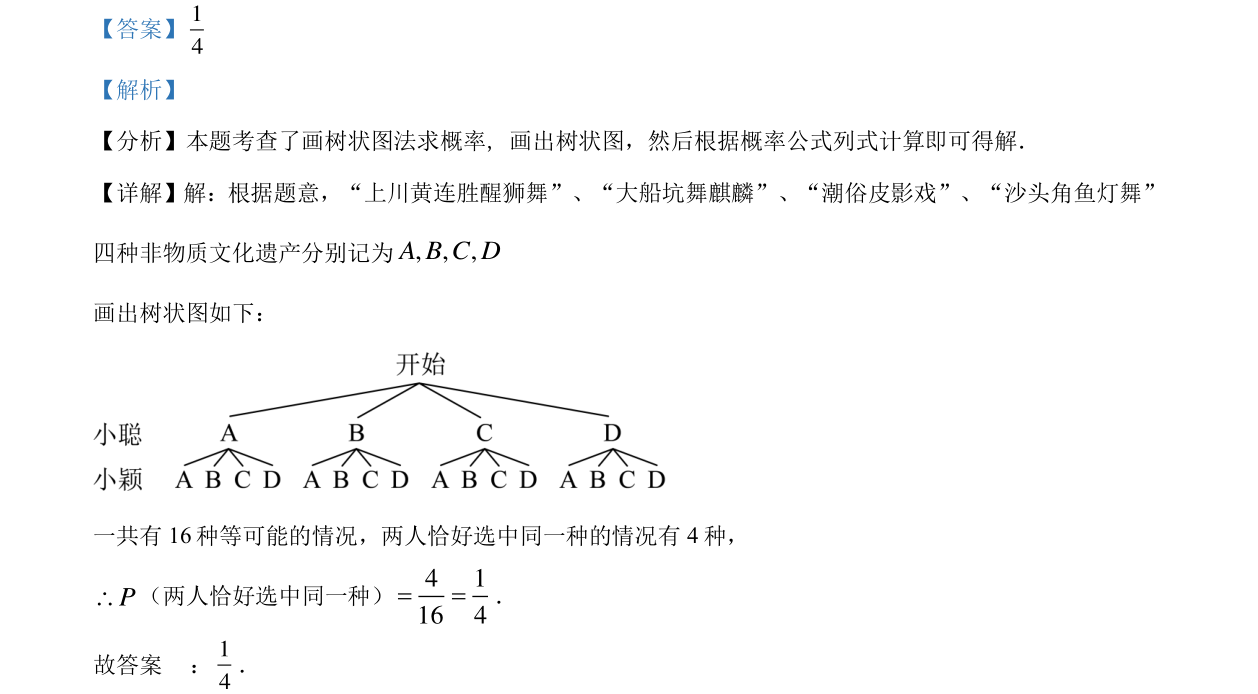 【答案】1/4
【解析】
【分析】本题考查了画树状图法求概率，画出树状图，然后根据概率公式列式计算即可得解．
【详解】解：根据题意，“上川黄连胜醒狮舞”、“大船坑舞麒麟”、“潮俗皮影戏”、“沙头角鱼灯舞”
四种非物质文化遗产分别记为 A, B, C, D
画出树状图如下：
开始
小聪 A B C D
小颖 A B C D A B C D A B C D A B C D
一共有 16 种等可能的情况，两人恰好选中同一种的情况有 4 种，
∴P（两人恰好选中同一种）= 4/16 = 1/4．
故答案 ：1/4．